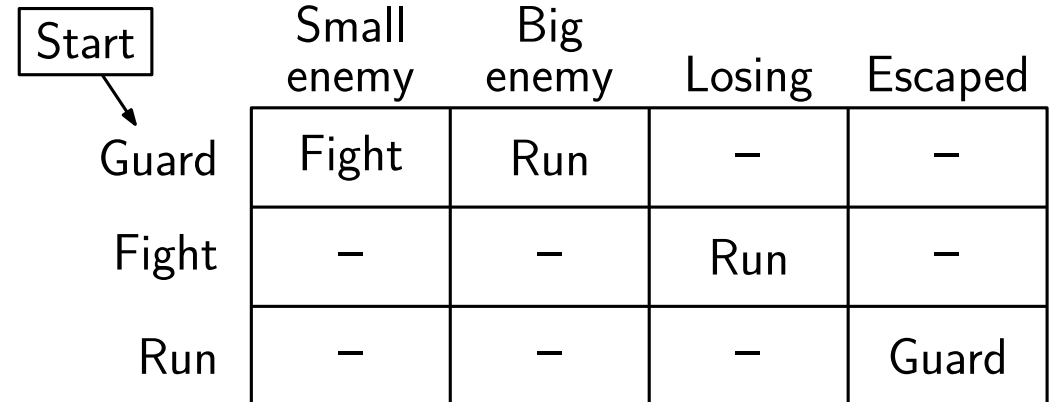 Start
Small
enemy
Big
enemy
Losing
Escaped
Guard Fight Run – –
Fight – – Run –
Run – – – Guard